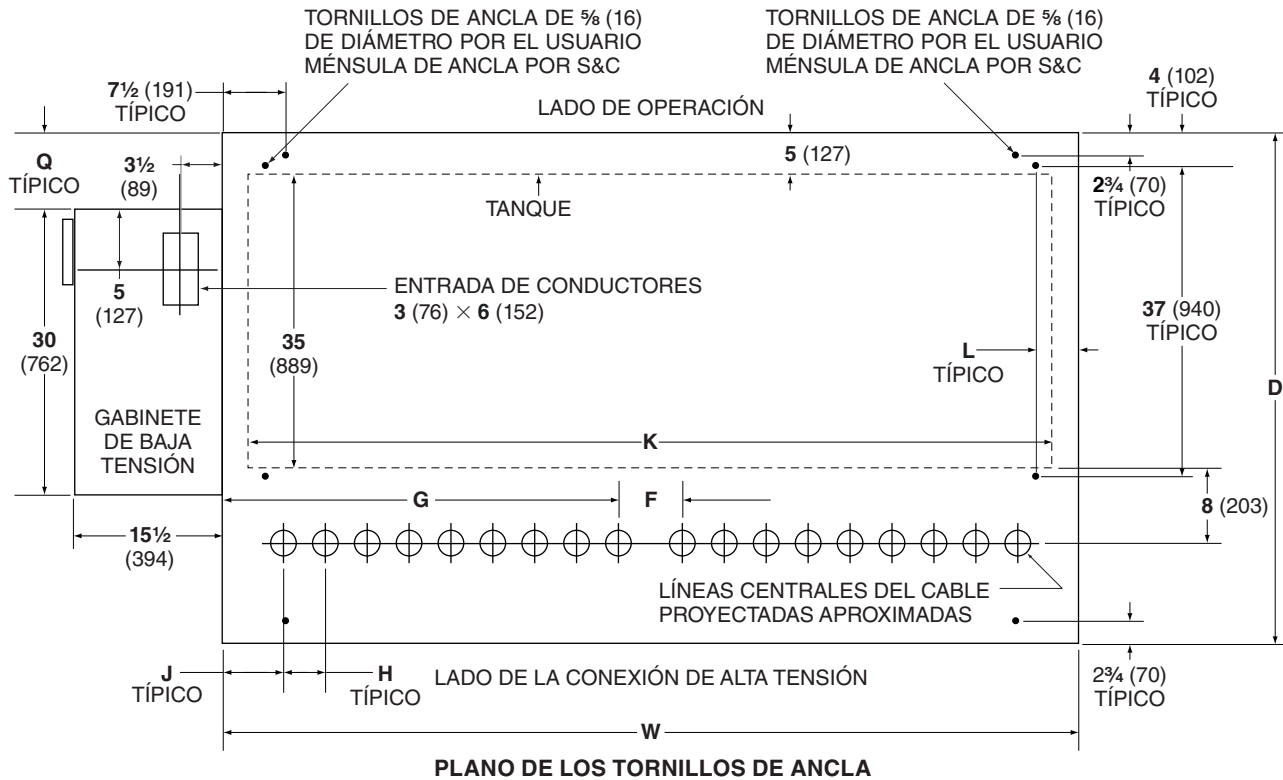 TORNILLOS DE ANCLA DE ⅝ (16)
DE DIÁMETRO POR EL USUARIO
MÉNSULA DE ANCLA POR S&C
TORNILLOS DE ANCLA DE ⅝ (16)
DE DIÁMETRO POR EL USUARIO
MÉNSULA DE ANCLA POR S&C
7½ (191)
TÍPICO
4 (102)
TÍPICO
LADO DE OPERACIÓN
Q
TÍPICO
3½
(89)
5 (127)
2¾ (70)
TÍPICO
TANQUE
5
(127)
ENTRADA DE CONDUCTORES
3 (76) × 6 (152)
30
(762)
35
(889)
37 (940)
TÍPICO
L
TÍPICO
D
GABINETE
DE BAJA
TENSIÓN
K
G
F
8 (203)
15½
(394)
LÍNEAS CENTRALES DEL CABLE
PROYECTADAS APROXIMADAS
J
TÍPICO
H
TÍPICO
LADO DE LA CONEXIÓN DE ALTA TENSIÓN
2¾ (70)
TÍPICO
W
PLANO DE LOS TORNILLOS DE ANCLA